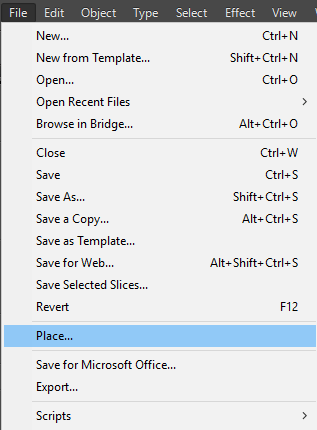 File Edit Object Type Select Effect View
New... Ctrl+N
New from Template... Shift+Ctrl+N
Open... Ctrl+O
Open Recent Files
Browse in Bridge... Alt+Ctrl+O
Close Ctrl+W
Save Ctrl+S
Save As... Shift+Ctrl+S
Save a Copy... Alt+Ctrl+S
Save as Template...
Save for Web... Alt+Shift+Ctrl+S
Save Selected Slices...
Revert F12
Place...
Save for Microsoft Office...
Export...
Scripts